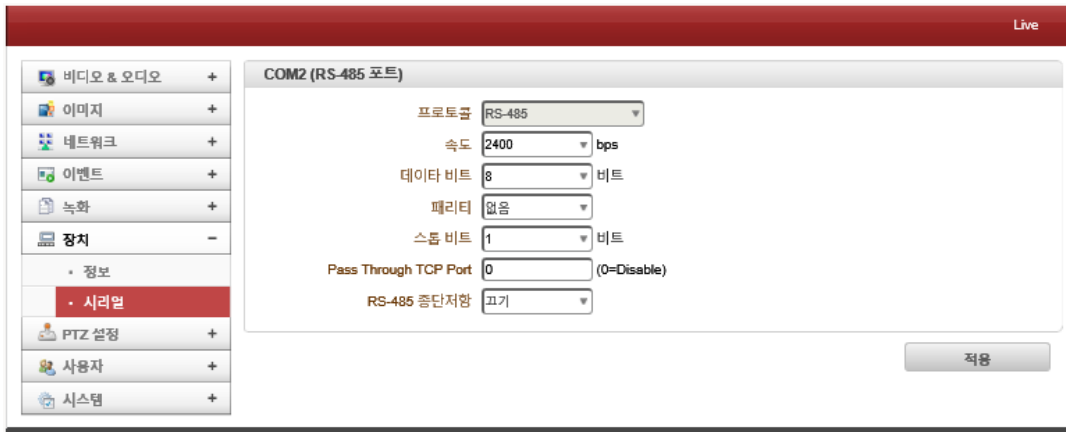 Live
비디오 & 오디오 +
이미지 +
네트워크 +
이벤트 +
녹화 +
장치 -
정보
시리얼
PTZ 설정 +
사용자 +
시스템 +
COM2 (RS-485 포트)
프로토콜 RS-485
속도 2400 bps
데이타 비트 8 비트
패리티 없음
스톱 비트 1 비트
Pass Through TCP Port 0 (0=Disable)
RS-485 종단저항 끄기
적용